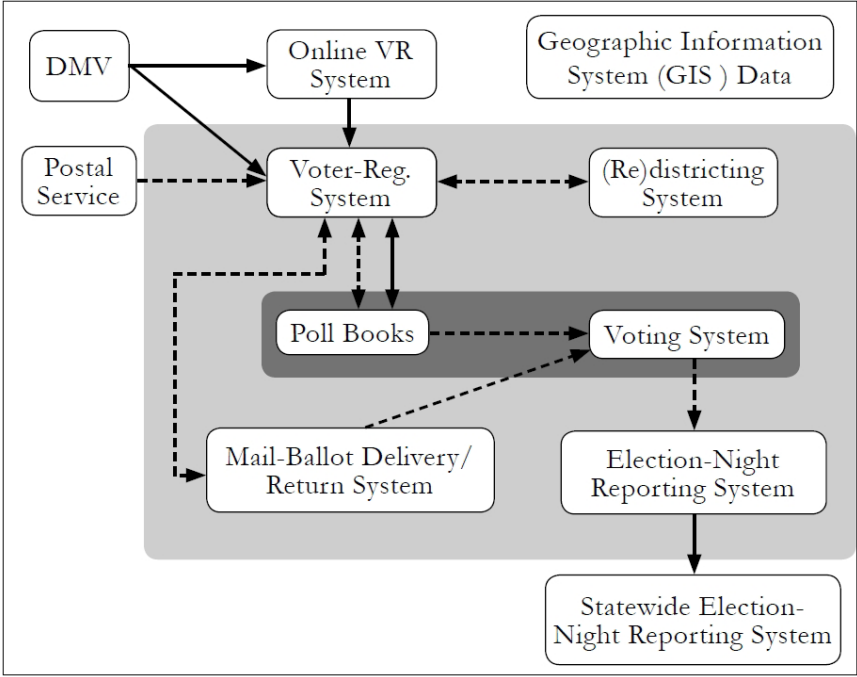 DMV
Online VR
System
Geographic Information
System (GIS ) Data
Postal
Service
Voter-Reg.
System
(Re)districting
System
Poll Books
Voting System
Mail-Ballot Delivery/
Return System
Election-Night
Reporting System
Statewide Election-
Night Reporting System